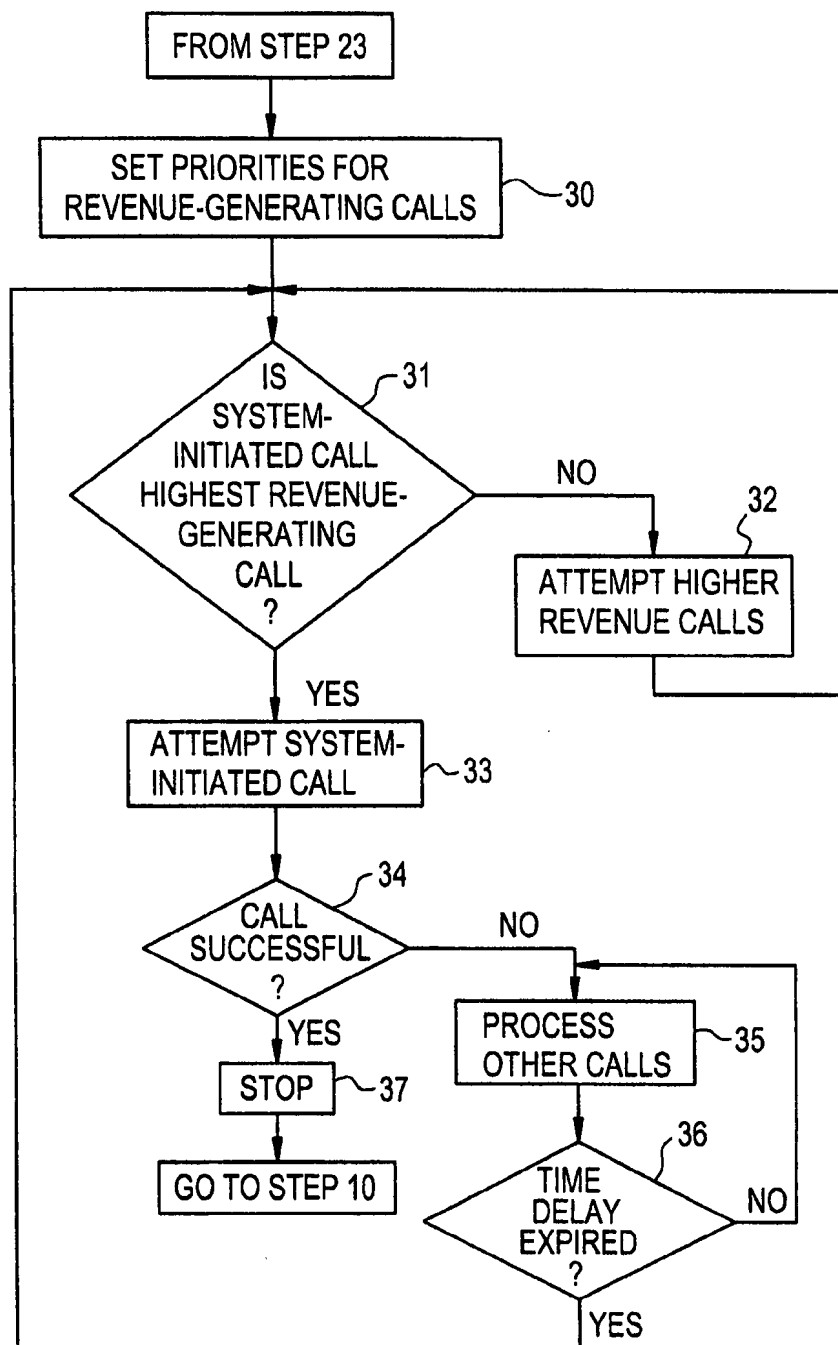 FROM STEP 23
SET PRIORITIES FOR
REVENUE-GENERATING CALLS
30
IS
SYSTEM-
INITIATED CALL
HIGHEST REVENUE-
GENERATING
CALL
?
31
NO
32
ATTEMPT HIGHER
REVENUE CALLS
YES
ATTEMPT SYSTEM-
INITIATED CALL
33
34
CALL
SUCCESSFUL
?
NO
YES
PROCESS
OTHER CALLS
35
STOP
37
GO TO STEP 10
36
TIME
DELAY
EXPIRED
?
NO
YES